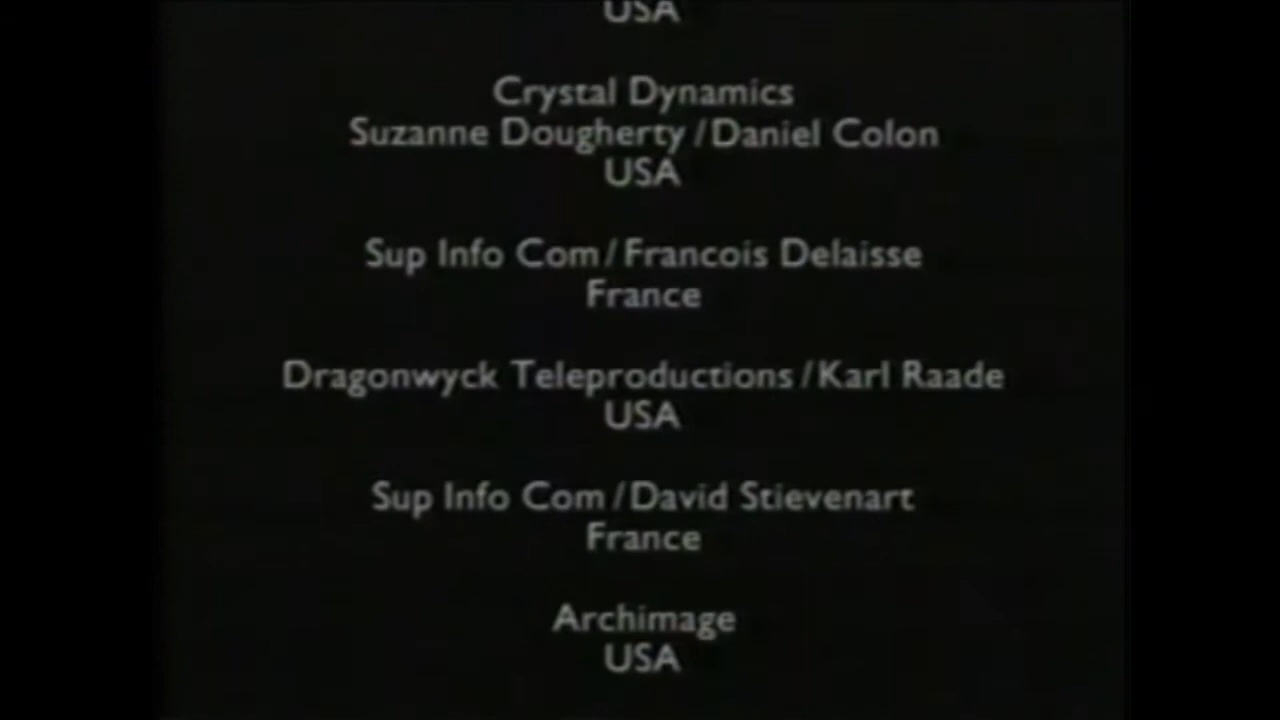 USA
Crystal Dynamics
Suzanne Dougherty / Daniel Colon
USA
Sup Info Com / Francois Delaisse
France
Dragonwyck Teleproductions / Karl Raade
USA
Sup Info Com / David Stievenart
France
Archimage
USA